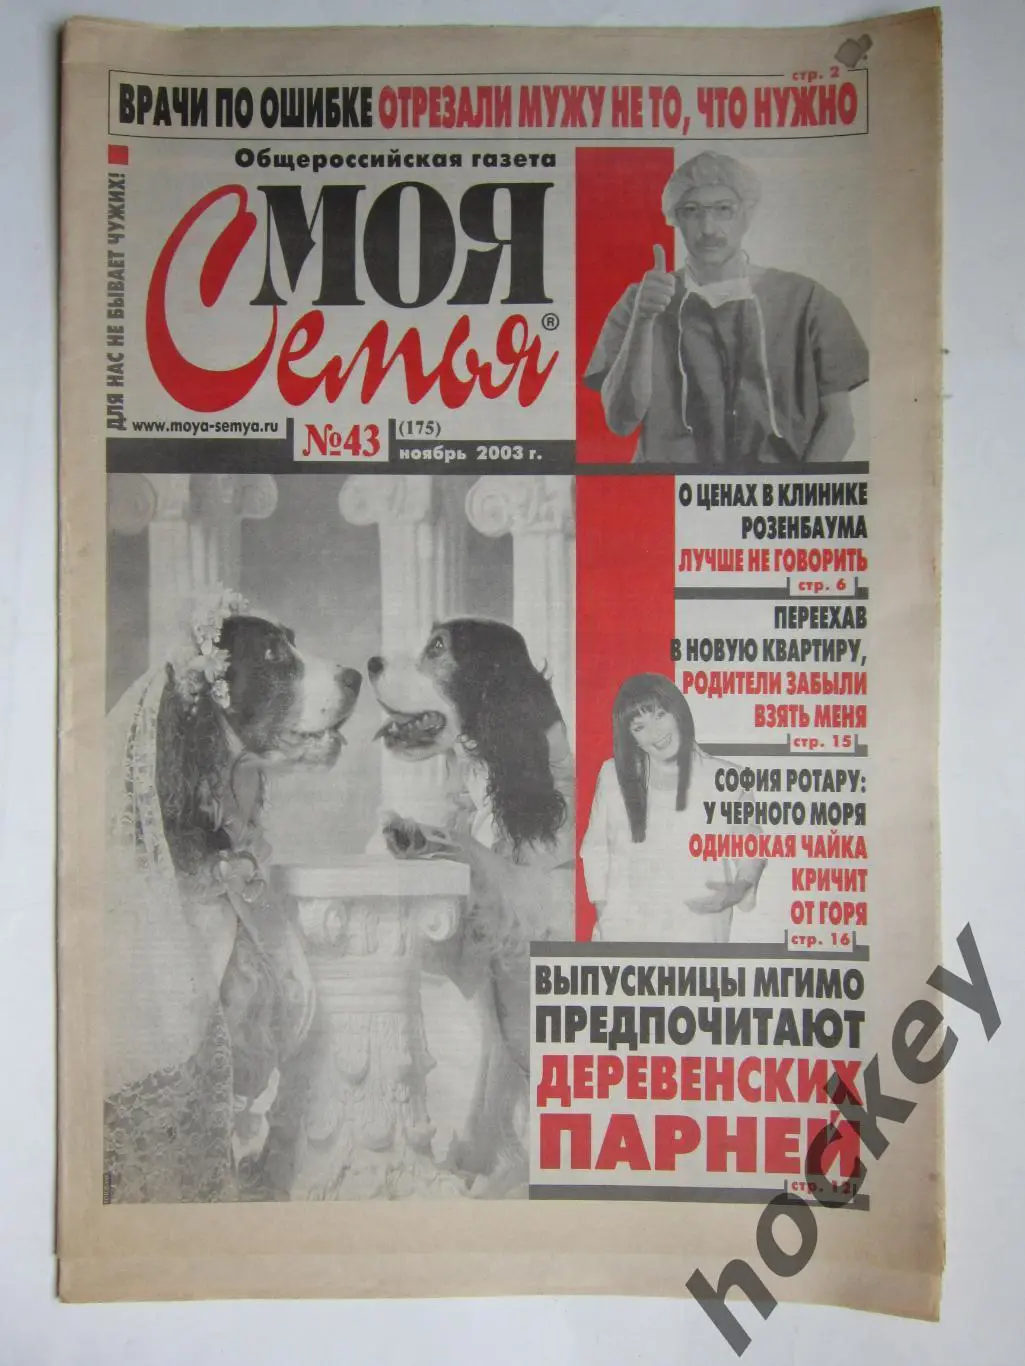 стр. 2
ВРАЧИ ПО ОШИБКЕ ОТРЕЗАЛИ МУЖУ НЕ ТО, ЧТО НУЖНО
ДЛЯ НАС НЕ БЫВАЕТ ЧУЖИХ!
Общероссийская газета
МОЯ
Семья®
www.moya-semya.ru
№43
(175)
ноябрь 2003 г.
О ЦЕНАХ В КЛИНИКЕ
РОЗЕНБАУМА
ЛУЧШЕ НЕ ГОВОРИТЬ
стр. 6
ПЕРЕЕХАВ
В НОВУЮ КВАРТИРУ,
РОДИТЕЛИ ЗАБЫЛИ
ВЗЯТЬ МЕНЯ
стр. 15
СОФИЯ РОТАРУ:
У ЧЕРНОГО МОРЯ
ОДИНОКАЯ ЧАЙКА
КРИЧИТ
ОТ ГОРЯ
стр. 16
ВЫПУСКНИЦЫ МГИМО
ПРЕДПОЧИТАЮТ
ДЕРЕВЕНСКИХ
ПАРНЕЙ
стр. 12
hockey